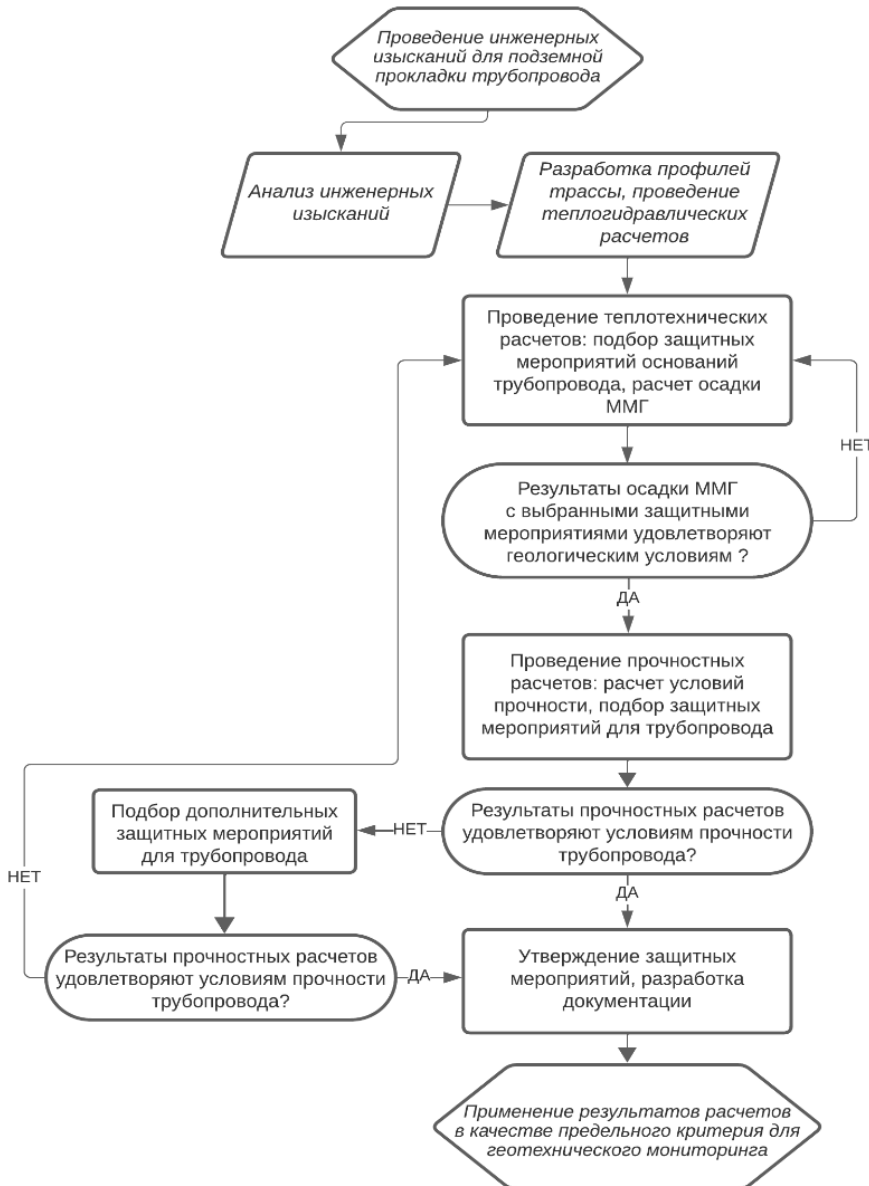 Проведение инженерных
изысканий для подземной
прокладки трубопровода
Анализ инженерных
изысканий
Разработка профилей
трассы, проведение
теплогидравлических
расчетов
Проведение теплотехнических
расчетов: подбор защитных
мероприятий оснований
трубопровода, расчет осадки
ММГ
НЕТ
Результаты осадки ММГ
с выбранными защитными
мероприятиями удовлетворяют
геологическим условиям ?
ДА
Проведение прочностных
расчетов: расчет условий
прочности, подбор защитных
мероприятий для трубопровода
Результаты прочностных расчетов
удовлетворяют условиям прочности
трубопровода?
НЕТ
Подбор дополнительных
защитных мероприятий
для трубопровода
НЕТ
ДА
Результаты прочностных расчетов
удовлетворяют условиям прочности
трубопровода?
ДА
Утверждение защитных
мероприятий, разработка
документации
Применение результатов расчетов
в качестве предельного критерия для
геотехнического мониторинга